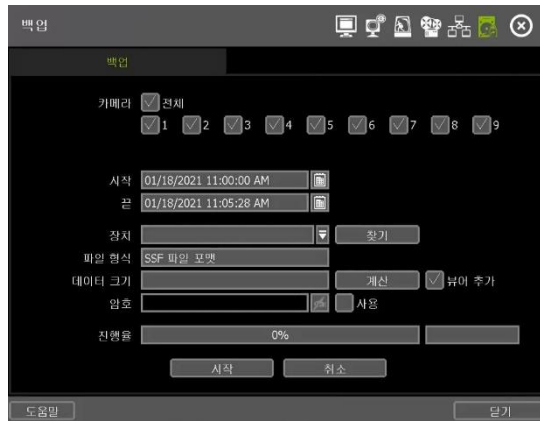 백업
백업
카메라 전체
1 2 3 4 5 6 7 8 9
시작 01/18/2021 11:00:00 AM
끝 01/18/2021 11:05:28 AM
장치 찾기
파일 형식 SSF 파일 포맷
데이터 크기 계산 뷰어 추가
암호 사용
진행율 0%
시작 취소
도움말 닫기